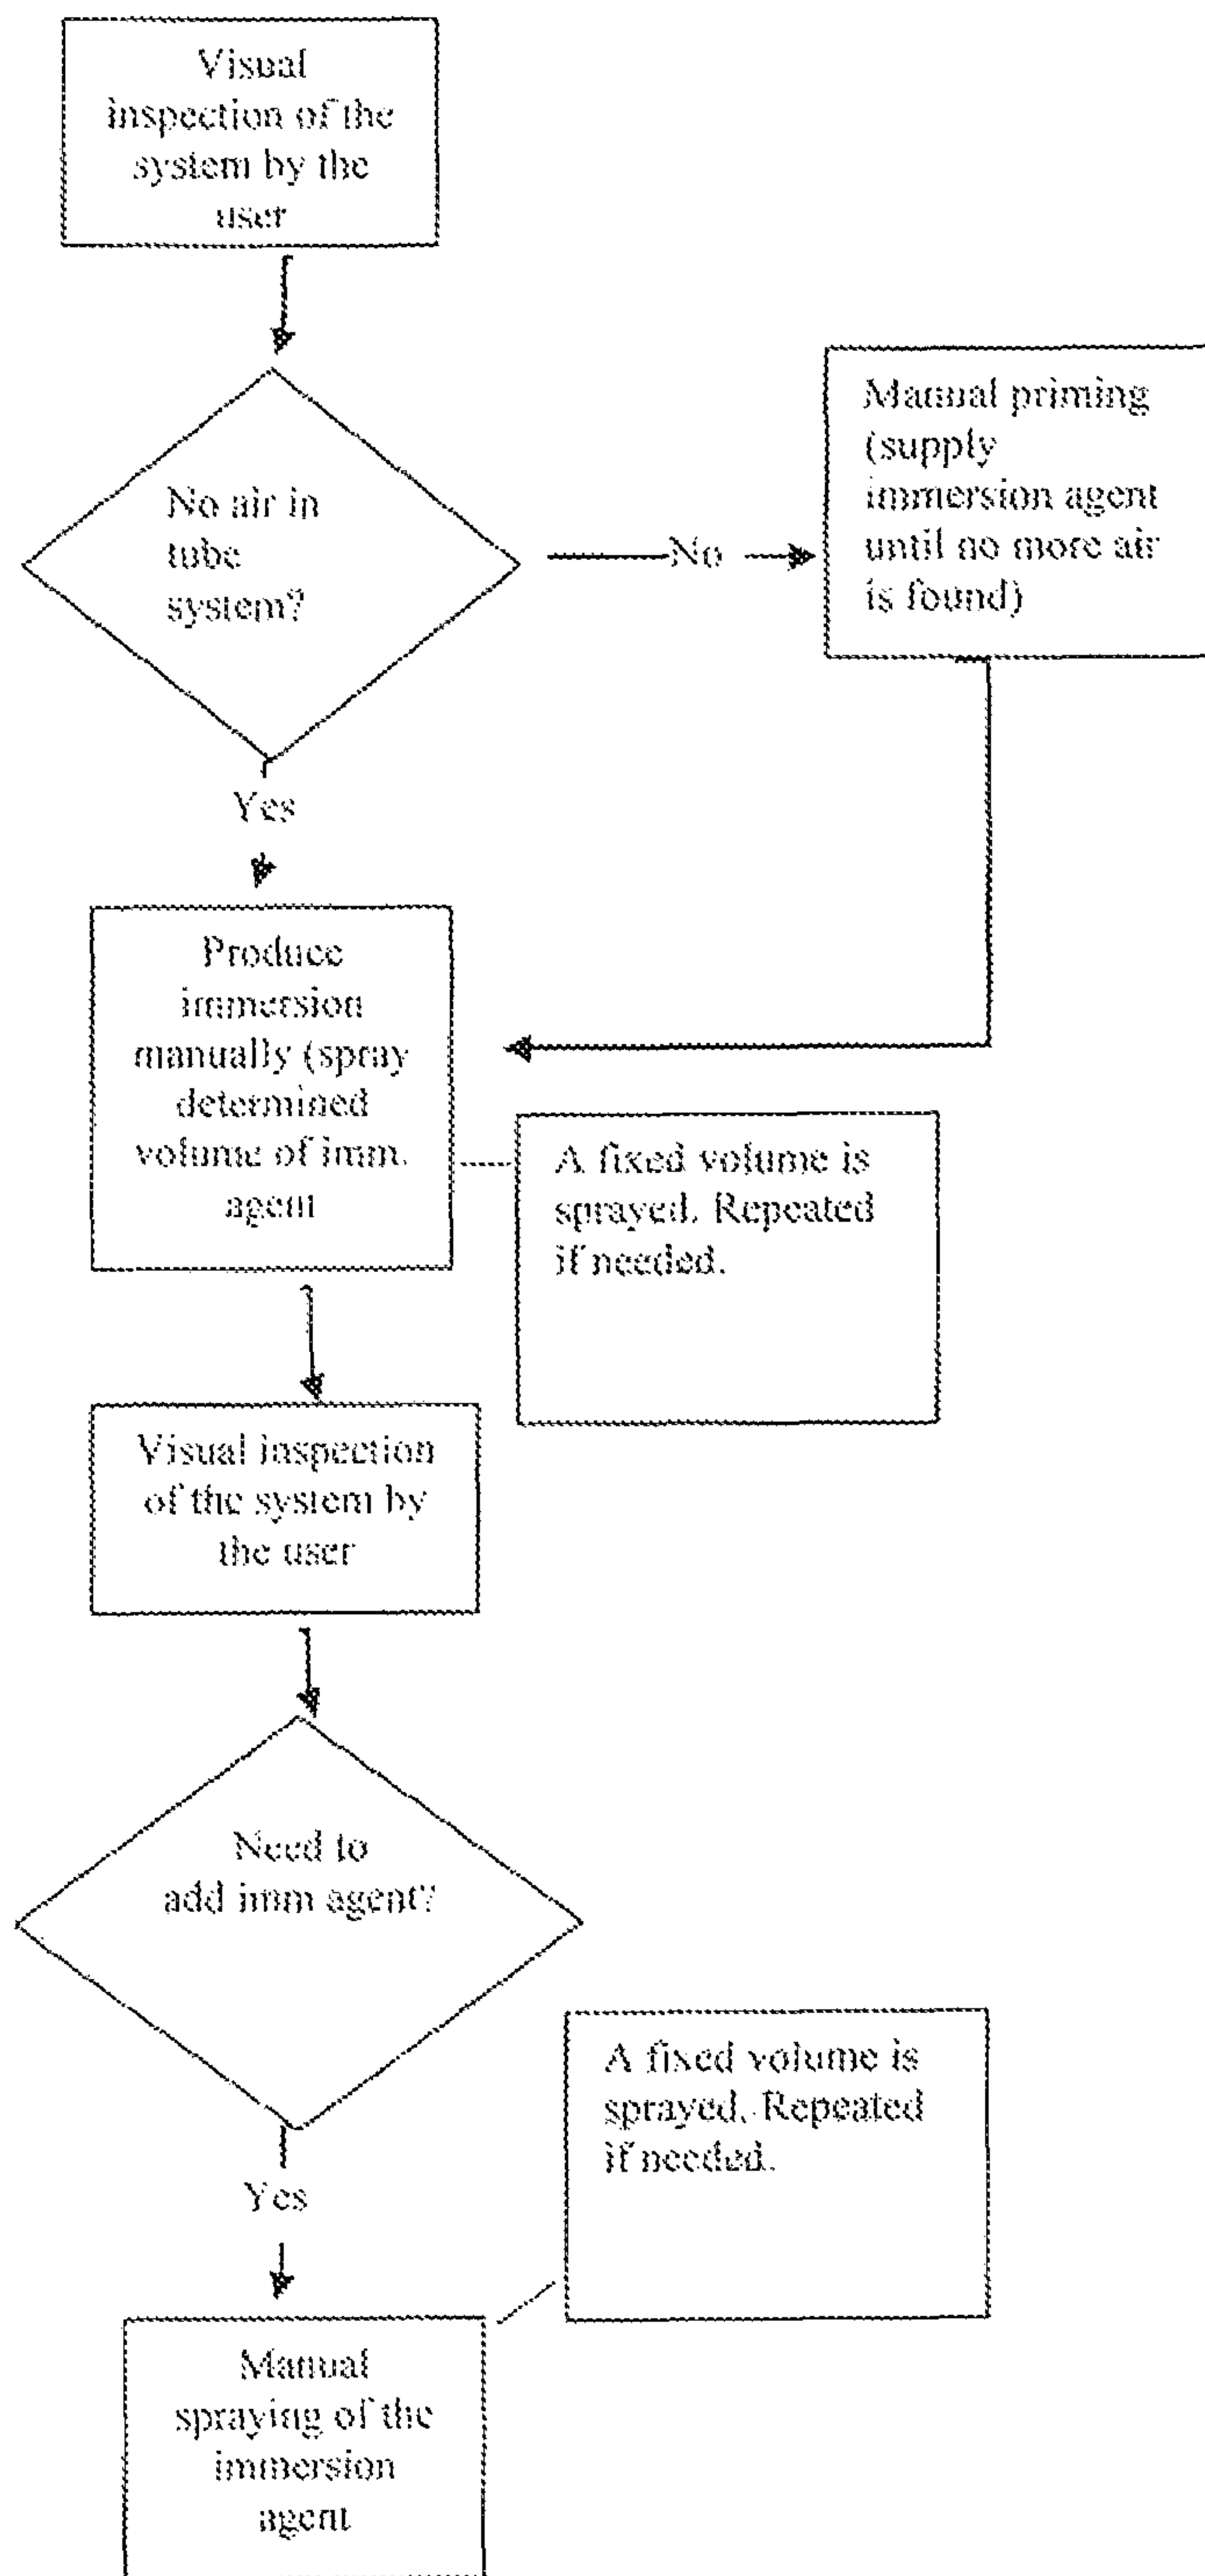 Visual
inspection of the
system by the
user
No air in
tube
system?
No
Manual priming
(supply
immersion agent
until no more air
is found)
Yes
Produce
immersion
manually (spray
determined
volume of imm.
agent
A fixed volume is
sprayed. Repeated
if needed.
Visual inspection
of the system by
the user
Need to
add imm agent?
A fixed volume is
sprayed. Repeated
if needed.
Yes
Manual
spraying of the
immersion
agent